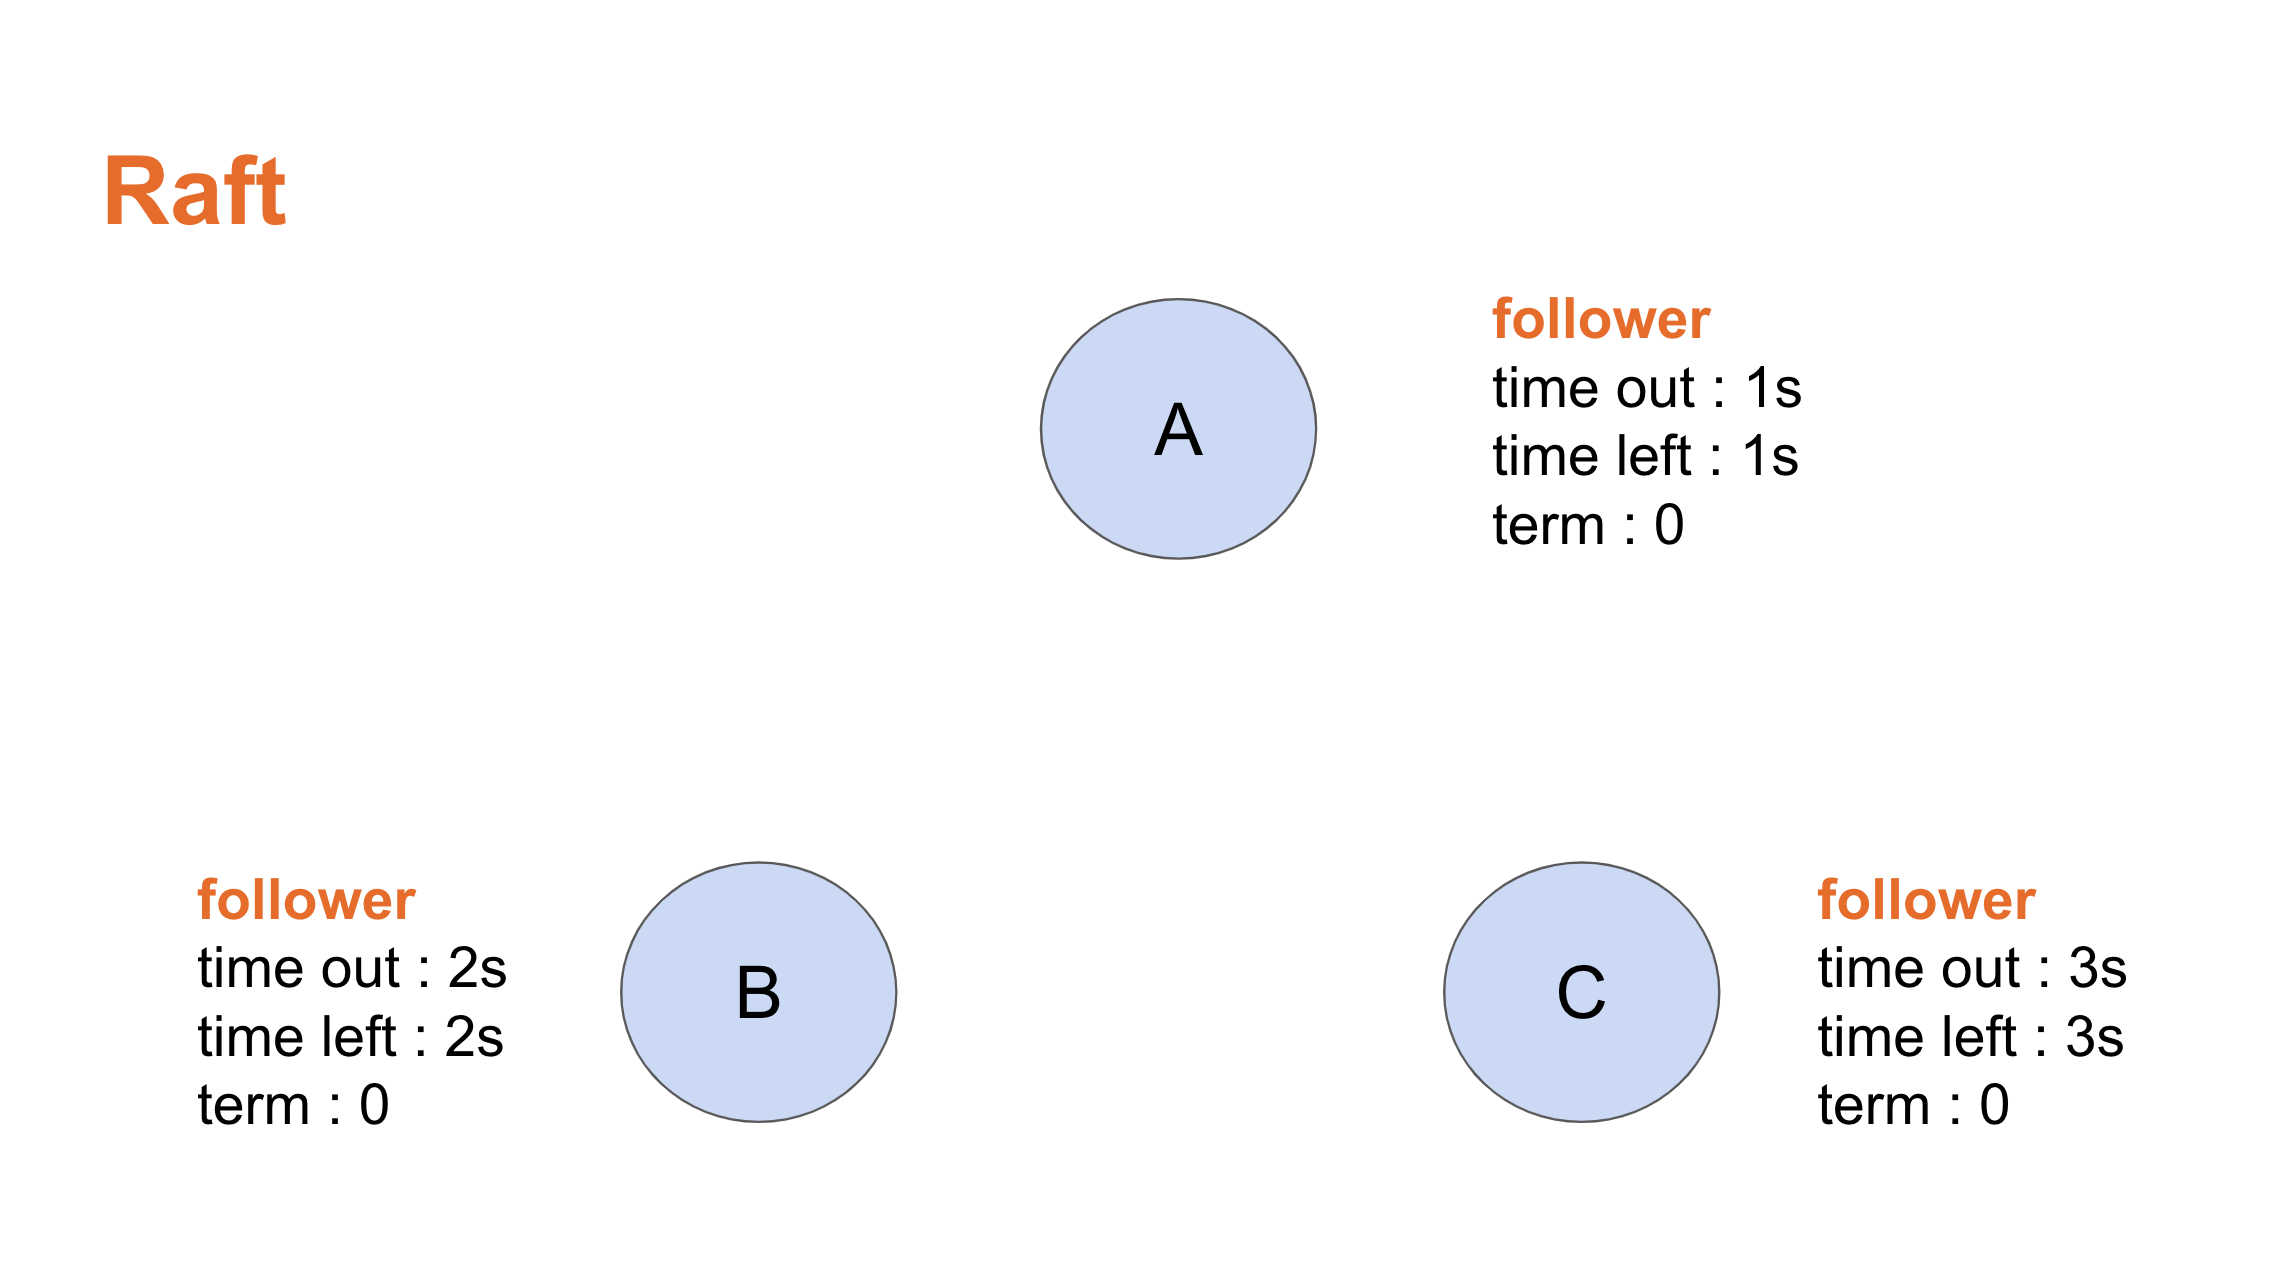 Raft
A
follower
time out : 1s
time left : 1s
term : 0
follower
time out : 2s
time left : 2s
term : 0
B
C
follower
time out : 3s
time left : 3s
term : 0